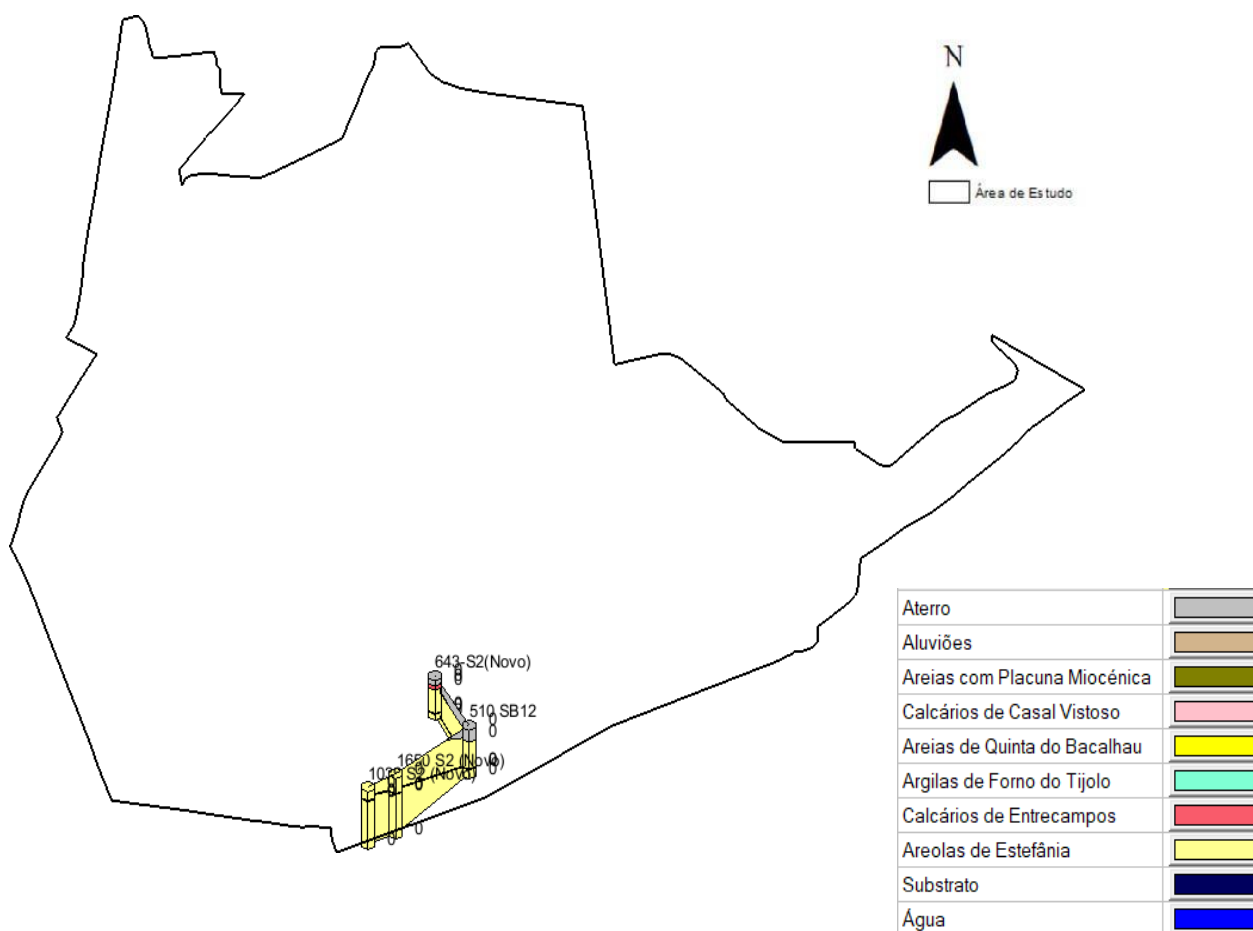 N
Área de Estudo
643-S2(Novo)
510 SB12
1650 S2 (Novo)
S2 (Novo)
Aterro
Aluviões
Areias com Placuna Miocénica
Calcários de Casal Vistoso
Areias de Quinta do Bacalhau
Argilas de Forno do Tijolo
Calcários de Entrecampos
Areolas de Estefânia
Substrato
Água